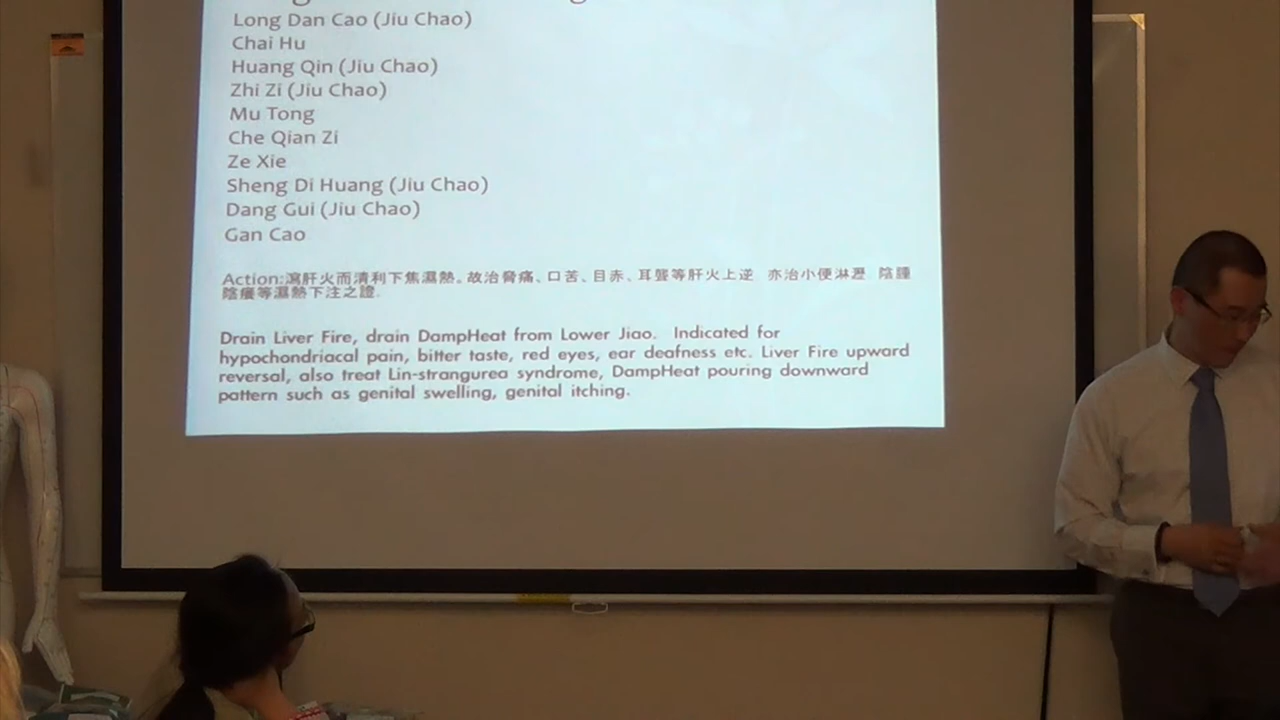 Long Dan Cao (Jiu Chao)
Chai Hu
Huang Qin (Jiu Chao)
Zhi Zi (Jiu Chao)
Mu Tong
Che Qian Zi
Ze Xie
Sheng Di Huang (Jiu Chao)
Dang Gui (Jiu Chao)
Gan Cao
Action:瀉肝火而清利下焦濕熱。故治脅痛、口苦、目赤、耳聾等肝火上逆 亦治小便淋瀝 陰腫
陰癢等濕熱下注之證.
Drain Liver Fire, drain DampHeat from Lower Jiao. Indicated for
hypochondriacal pain, bitter taste, red eyes, ear deafness etc. Liver Fire upward
reversal, also treat Lin-strangurea syndrome, DampHeat pouring downward
pattern such as genital swelling, genital itching.